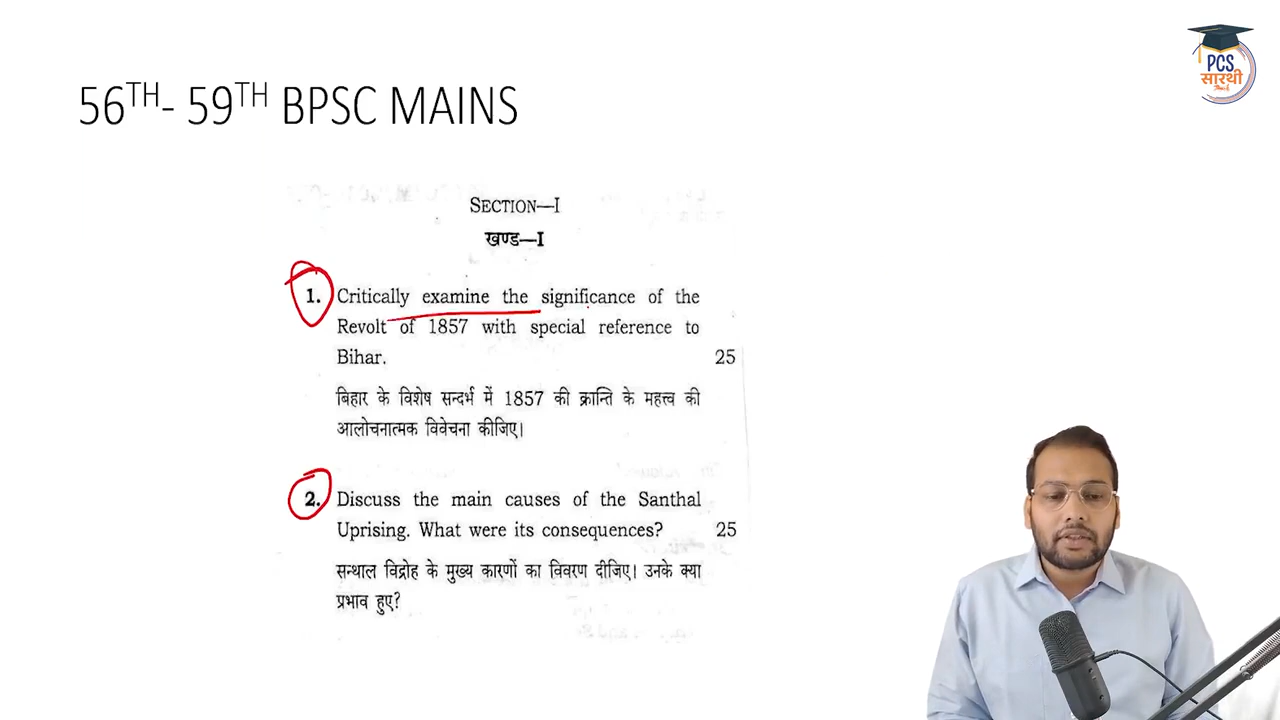 56TH- 59TH BPSC MAINS
PCS
सारथी
SECTION—I
खण्ड—I
1. Critically examine the significance of the
Revolt of 1857 with special reference to
Bihar. 25
बिहार के विशेष सन्दर्भ में 1857 की क्रान्ति के महत्त्व की
आलोचनात्मक विवेचना कीजिए।
2. Discuss the main causes of the Santhal
Uprising. What were its consequences? 25
सन्थाल विद्रोह के मुख्य कारणों का विवरण दीजिए। उनके क्या
प्रभाव हुए?